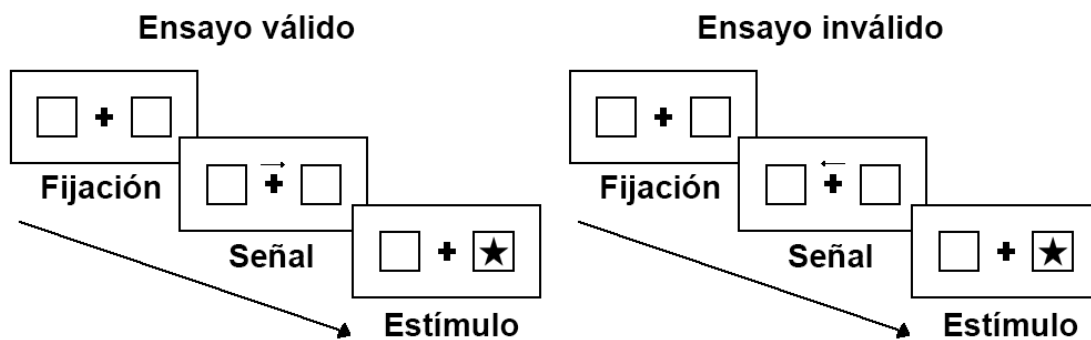 Ensayo válido
Fijación
Señal
Estímulo
Ensayo inválido
Fijación
Señal
Estímulo